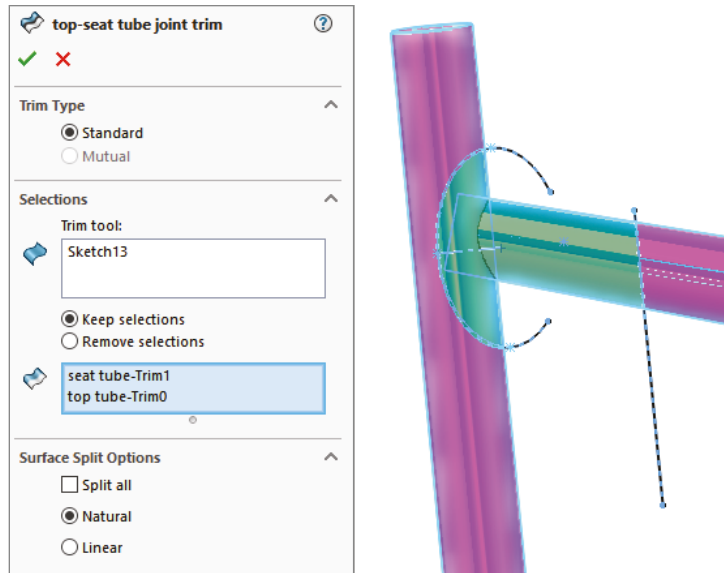 top-seat tube joint trim
?
Trim Type
Standard
Mutual
Selections
Trim tool:
Sketch13
Keep selections
Remove selections
seat tube-Trim1
top tube-Trim0
Surface Split Options
Split all
Natural
Linear